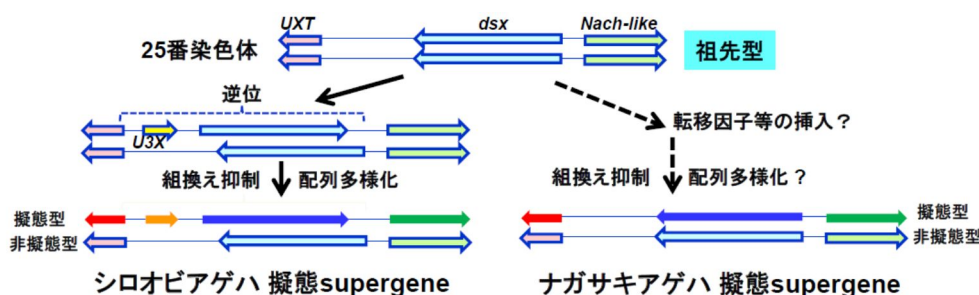 UXT
dsx
Nach-like
25番染色体
祖先型
逆位
U3X
転移因子等の挿入？
組換え抑制
配列多様化
組換え抑制
配列多様化？
擬態型
非擬態型
擬態型
非擬態型
シロオビアゲハ 擬態supergene
ナガサキアゲハ 擬態supergene